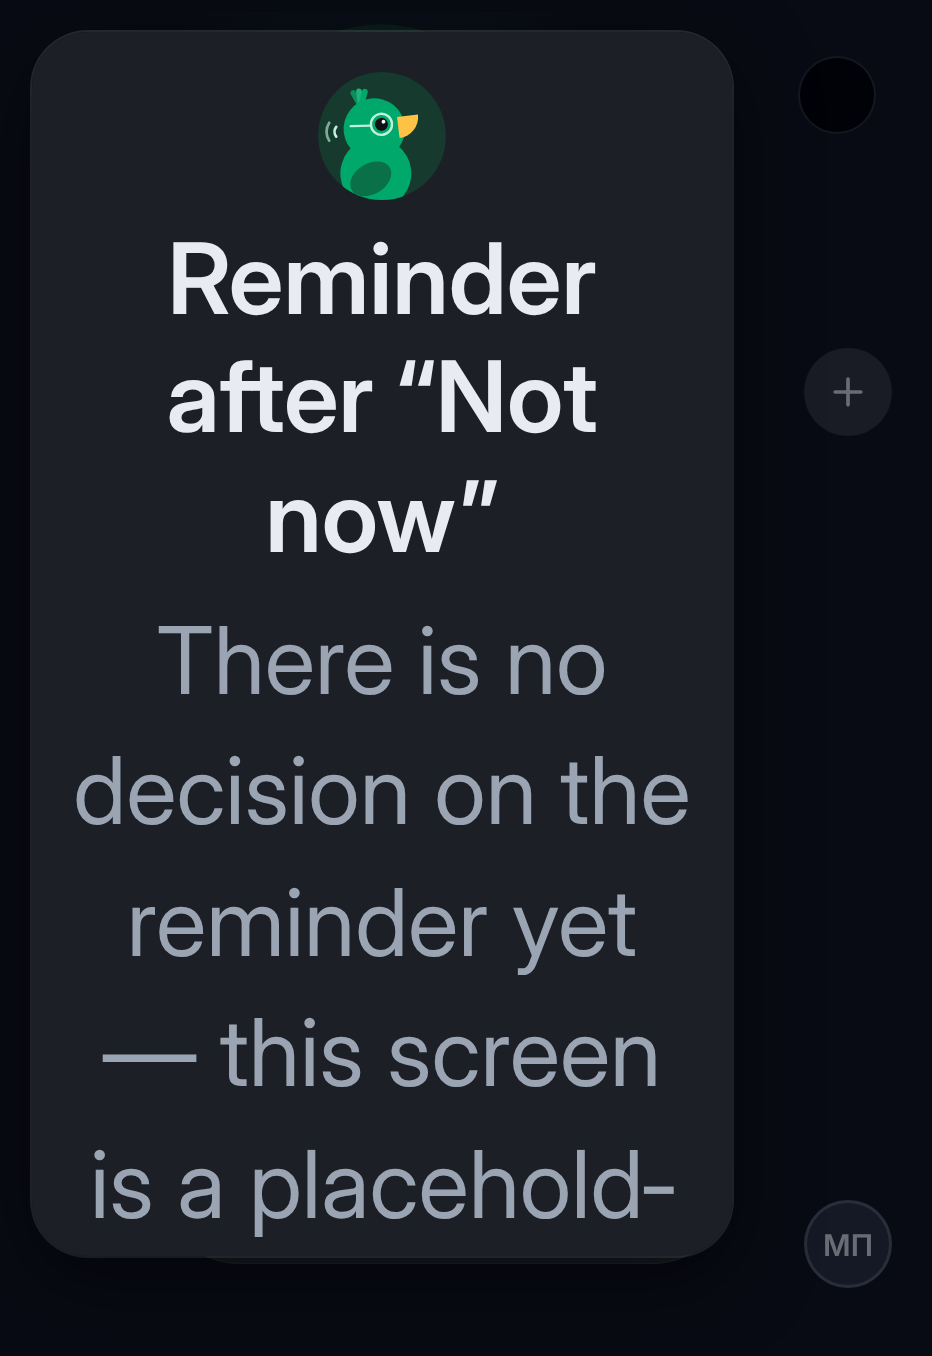 Reminder
after “Not
now”
There is no
decision on the
reminder yet
— this screen
is a placehold-
+
МП